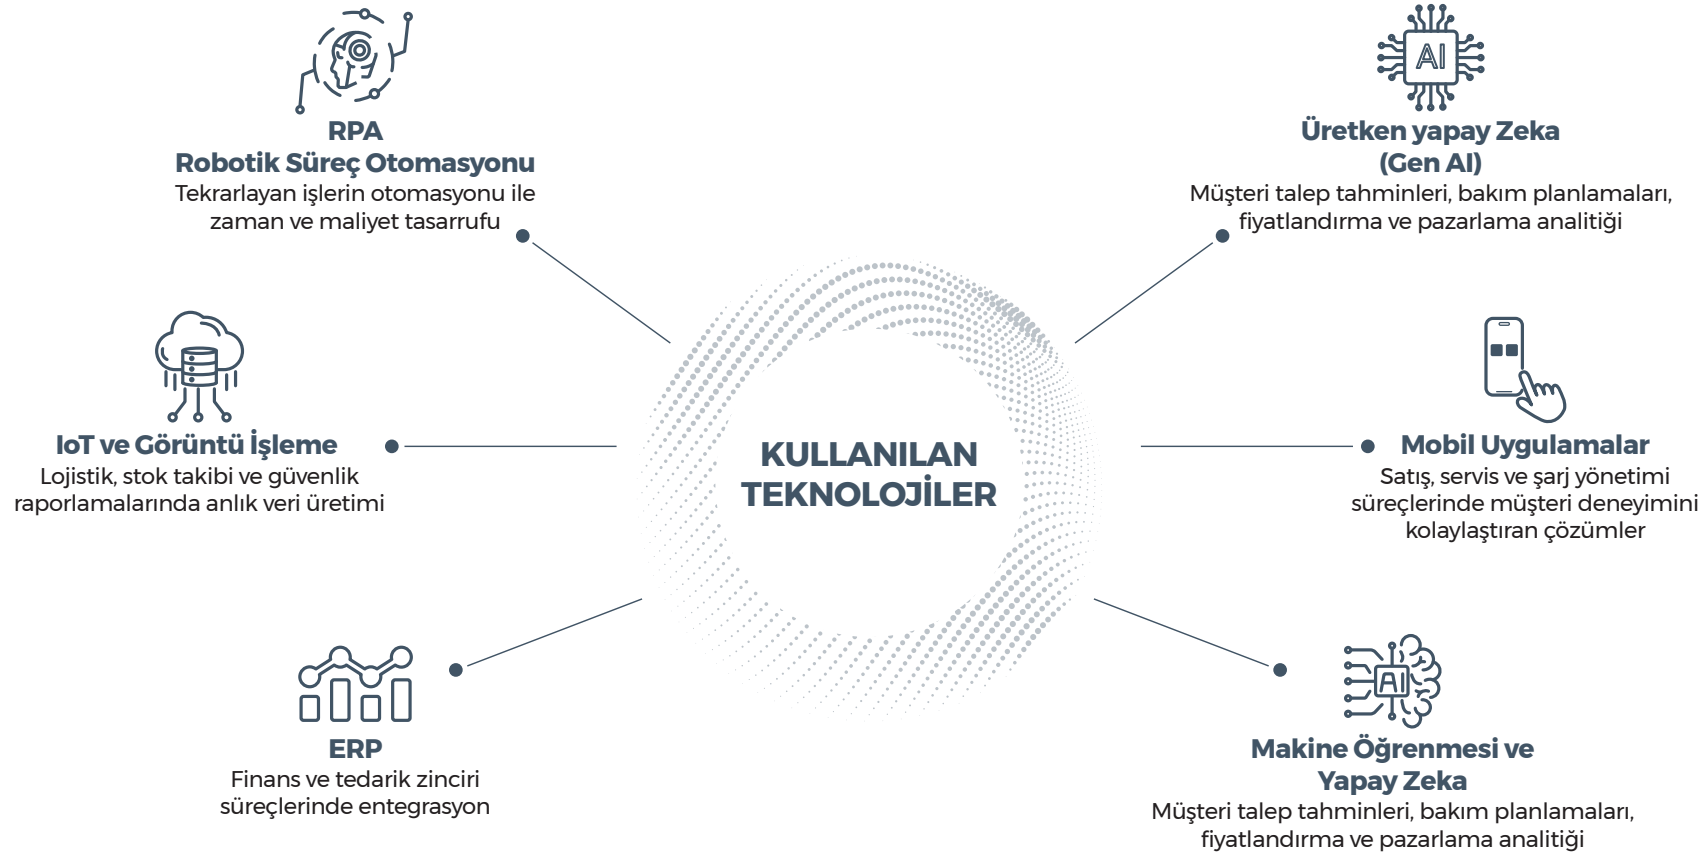 RPA
Robotik Süreç Otomasyonu
Tekrarlayan işlerin otomasyonu ile
zaman ve maliyet tasarrufu
AI
Üretken yapay Zeka
(Gen AI)
Müşteri talep tahminleri, bakım planlamaları,
fiyatlandırma ve pazarlama analitiği
IoT ve Görüntü İşleme
Lojistik, stok takibi ve güvenlik
raporlamalarında anlık veri üretimi
KULLANILAN
TEKNOLOJİLER
Mobil Uygulamalar
Satış, servis ve şarj yönetimi
süreçlerinde müşteri deneyimini
kolaylaştıran çözümler
ERP
Finans ve tedarik zinciri
süreçlerinde entegrasyon
AI
Makine Öğrenmesi ve
Yapay Zeka
Müşteri talep tahminleri, bakım planlamaları,
fiyatlandırma ve pazarlama analitiği